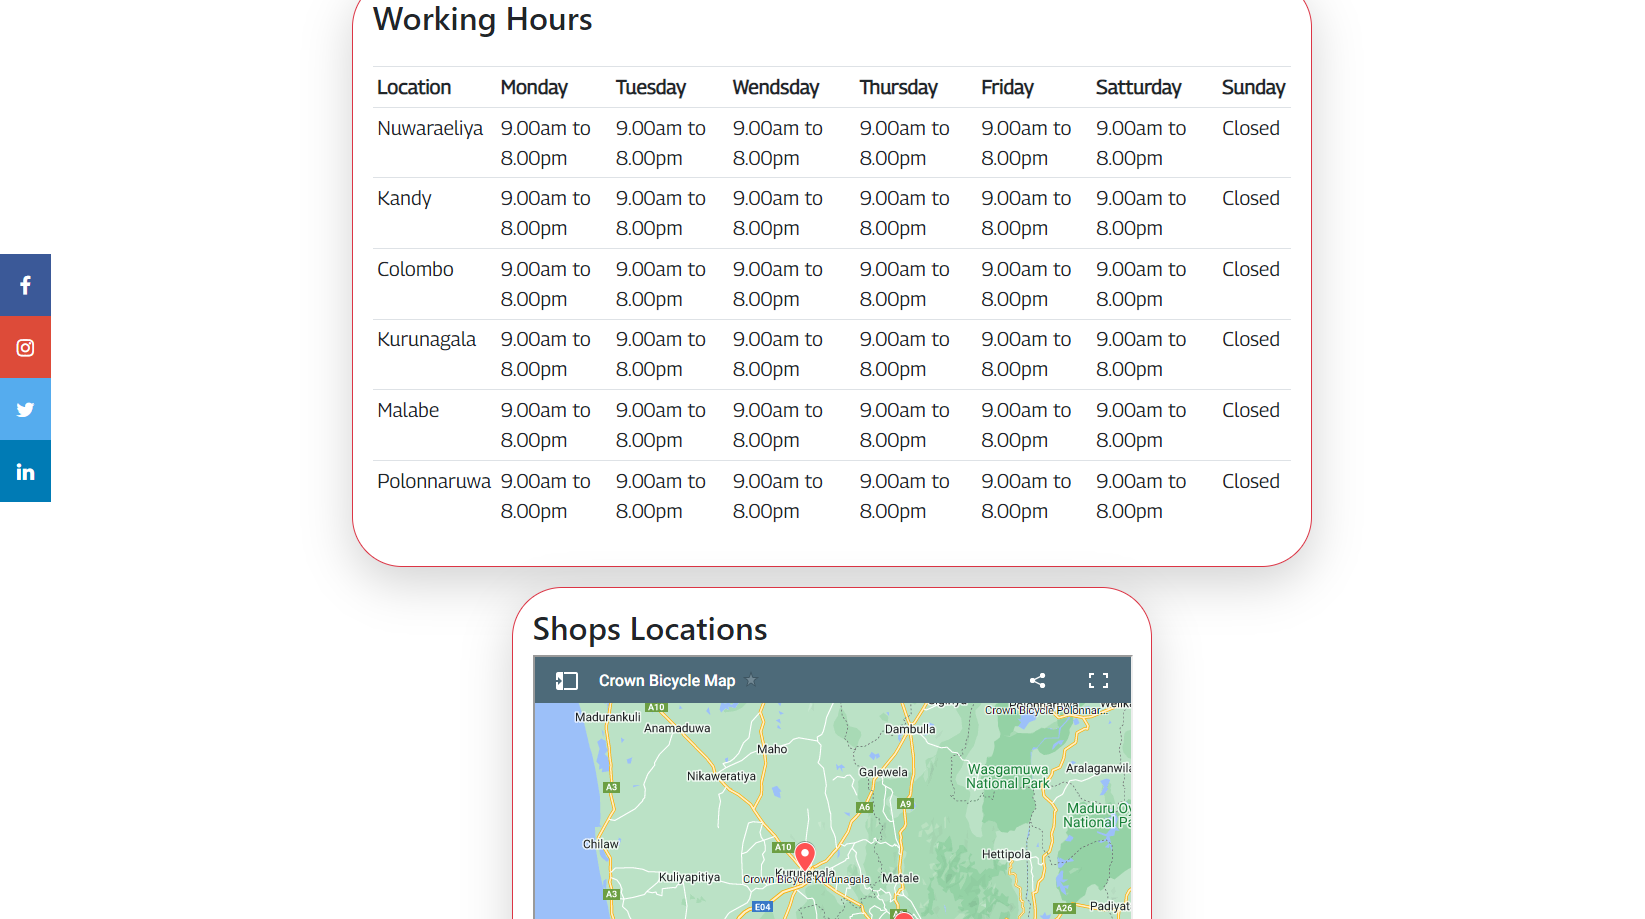 Working Hours
Location Monday Tuesday Wendsday Thursday Friday Satturday Sunday
Nuwaraeliya 9.00am to 9.00am to 9.00am to 9.00am to 9.00am to 9.00am to Closed
8.00pm 8.00pm 8.00pm 8.00pm 8.00pm 8.00pm
Kandy 9.00am to 9.00am to 9.00am to 9.00am to 9.00am to 9.00am to Closed
8.00pm 8.00pm 8.00pm 8.00pm 8.00pm 8.00pm
Colombo 9.00am to 9.00am to 9.00am to 9.00am to 9.00am to 9.00am to Closed
8.00pm 8.00pm 8.00pm 8.00pm 8.00pm 8.00pm
Kurunagala 9.00am to 9.00am to 9.00am to 9.00am to 9.00am to 9.00am to Closed
8.00pm 8.00pm 8.00pm 8.00pm 8.00pm 8.00pm
Malabe 9.00am to 9.00am to 9.00am to 9.00am to 9.00am to 9.00am to Closed
8.00pm 8.00pm 8.00pm 8.00pm 8.00pm 8.00pm
Polonnaruwa 9.00am to 9.00am to 9.00am to 9.00am to 9.00am to 9.00am to Closed
8.00pm 8.00pm 8.00pm 8.00pm 8.00pm 8.00pm
Shops Locations
Crown Bicycle Map
A10
Crown Bicycle Polonnar...
Madurankuli
Anamaduwa
Dambulla
Maho
Nikaweratiya
Galewela
Wasgamuwa
National Park
Aralaganwila
A3
A6
A9
Maduru Oy
National Pa
Chilaw
A10
Hettipola
Kurunegala
Crown Bicycle Kurunagala
Kuliyapitiya
Matale
A3
E04
A26
Padiyat